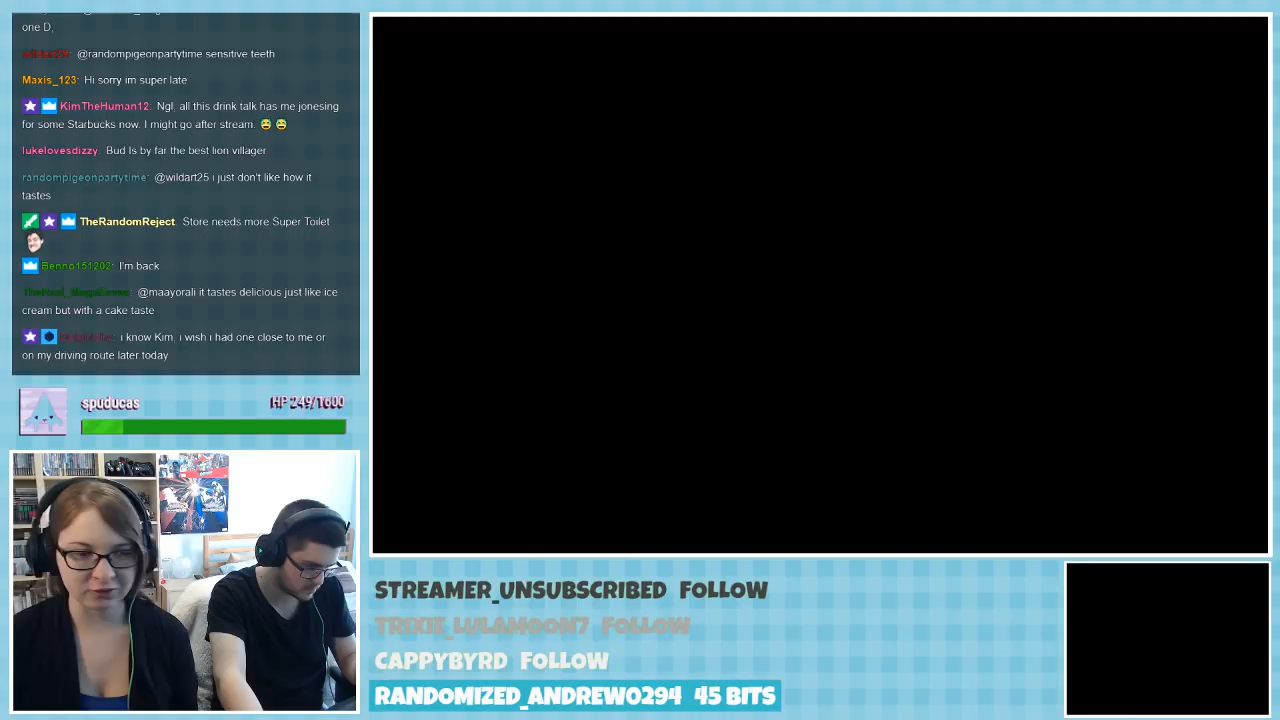 one D,
@randompigeonpartytime sensitive teeth
Maxis_123: Hi sorry im super late
KimTheHuman12: Ngl, all this drink talk has me jonesing
for some Starbucks now. I might go after stream.
lukelovesdizzy: Bud Is by far the best lion villager
randompigeonpartytime: @wildart25 i just don't like how it
tastes
TheRandomReject: Store needs more Super Toilet
Benno151202: I'm back
@maayorali it tastes delicious just like ice
cream but with a cake taste
i know Kim, i wish i had one close to me or
on my driving route later today
spuducas HP 249/1600
STREAMER_UNSUBSCRIBED FOLLOW
TRIXIE_LULAMOON7 FOLLOW
CAPPYBYRD FOLLOW
RANDOMIZED_ANDREW0294 45 BITS